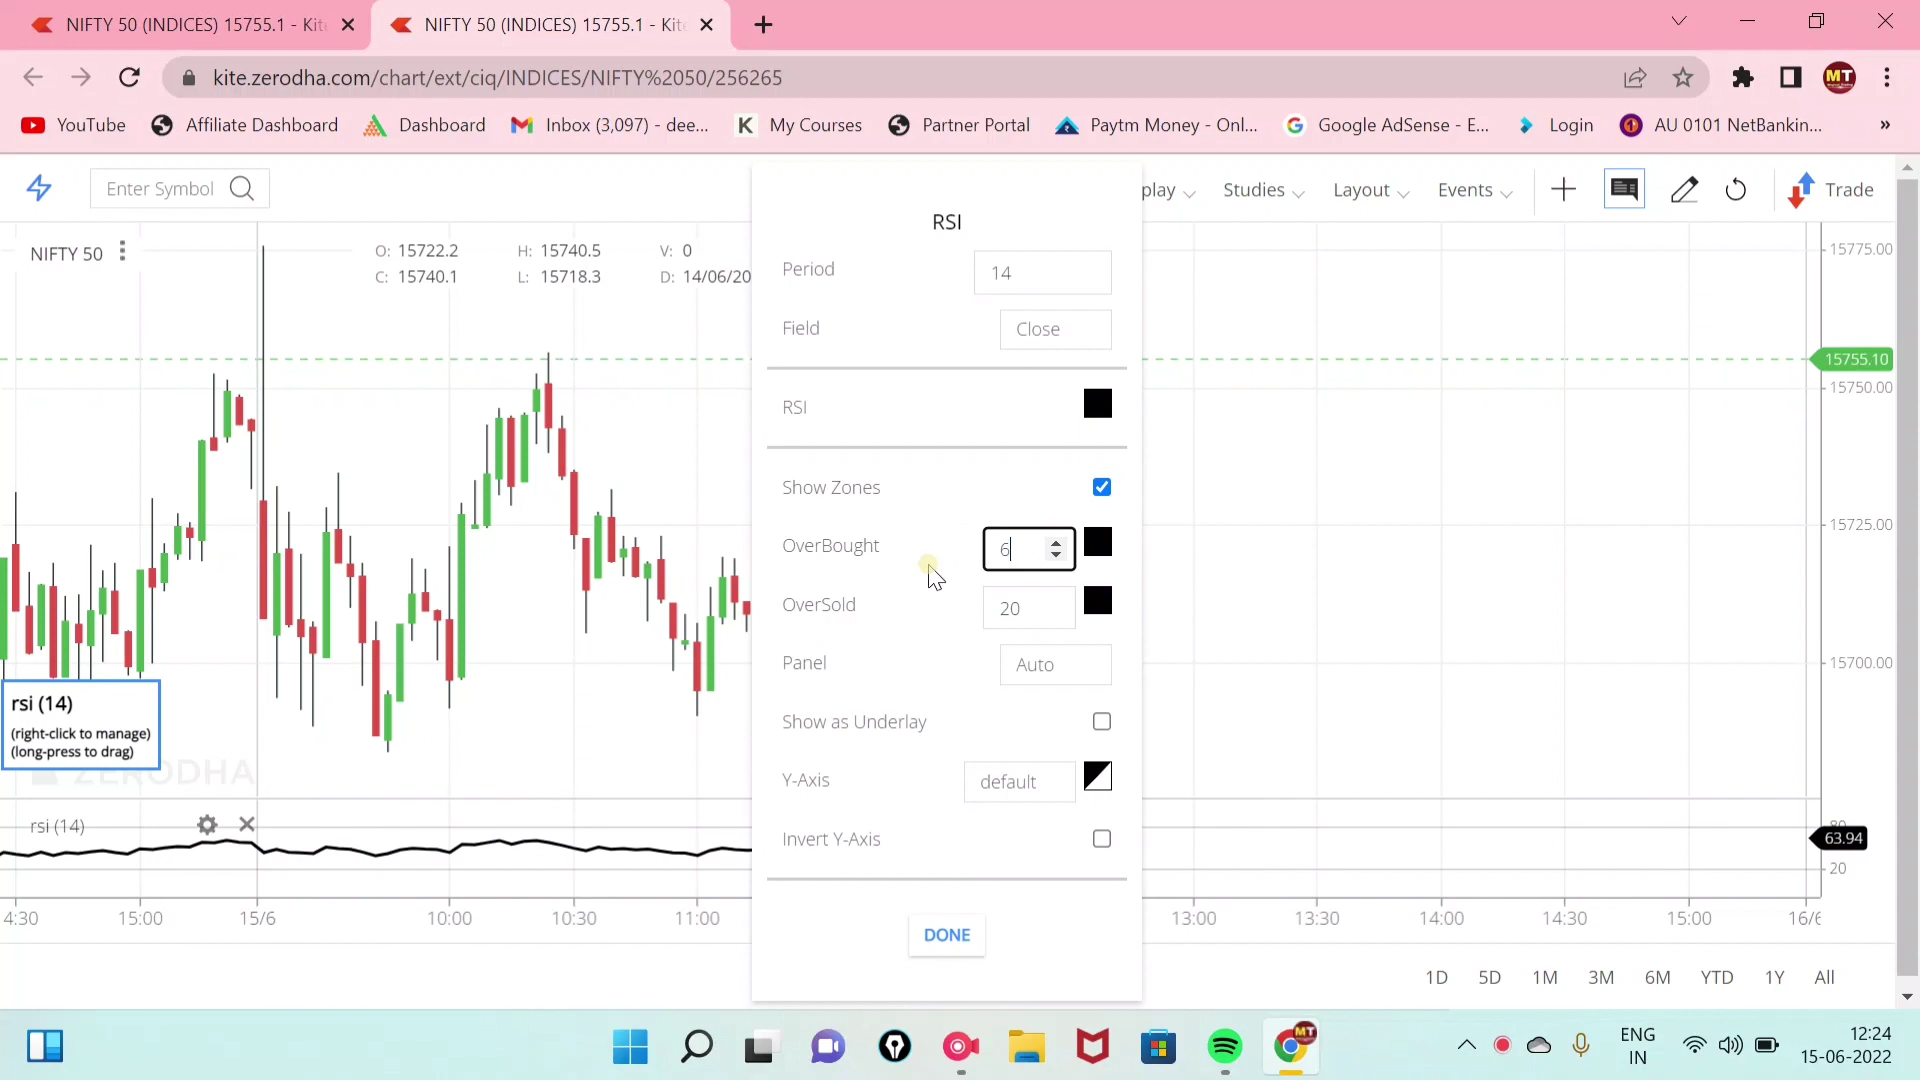 NIFTY 50 (INDICES) 15755.1 - Kit
NIFTY 50 (INDICES) 15755.1 - Kit
kite.zerodha.com/chart/ext/ciq/INDICES/NIFTY%2050/256265
MT
YouTube
Affiliate Dashboard
Dashboard
Inbox (3,097) - dee...
K My Courses
Partner Portal
Paytm Money - Onl...
Google AdSense - E...
Login
AU 0101 NetBankin...
»
Enter Symbol
play
Studies
Layout
Events
Trade
NIFTY 50
O: 15722.2 H: 15740.5 V: 0
C: 15740.1 L: 15718.3 D: 14/06/20
RSI
Period 14
Field Close
RSI
Show Zones
OverBought 6
OverSold 20
Panel Auto
Show as Underlay
Y-Axis default
Invert Y-Axis
DONE
15775.00
15755.10
15750.00
15725.00
15700.00
rsi (14)
(right-click to manage)
(long-press to drag)
ZERODHA
rsi (14)
80
63.94
20
4:30 15:00 15/6 10:00 10:30 11:00 13:00 13:30 14:00 14:30 15:00 16/6
1D 5D 1M 3M 6M YTD 1Y All
MT
ENG
IN
12:24
15-06-2022